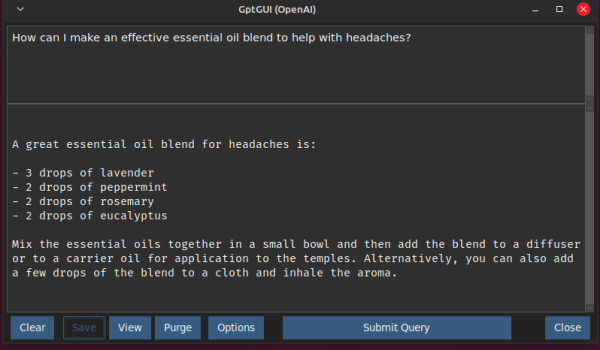 GptGUI (OpenAI)
How can I make an effective essential oil blend to help with headaches?
A great essential oil blend for headaches is:
- 3 drops of lavender
- 2 drops of peppermint
- 2 drops of rosemary
- 2 drops of eucalyptus
Mix the essential oils together in a small bowl and then add the blend to a diffuser
or to a carrier oil for application to the temples. Alternatively, you can also add
a few drops of the blend to a cloth and inhale the aroma.
Clear Save View Purge Options Submit Query Close